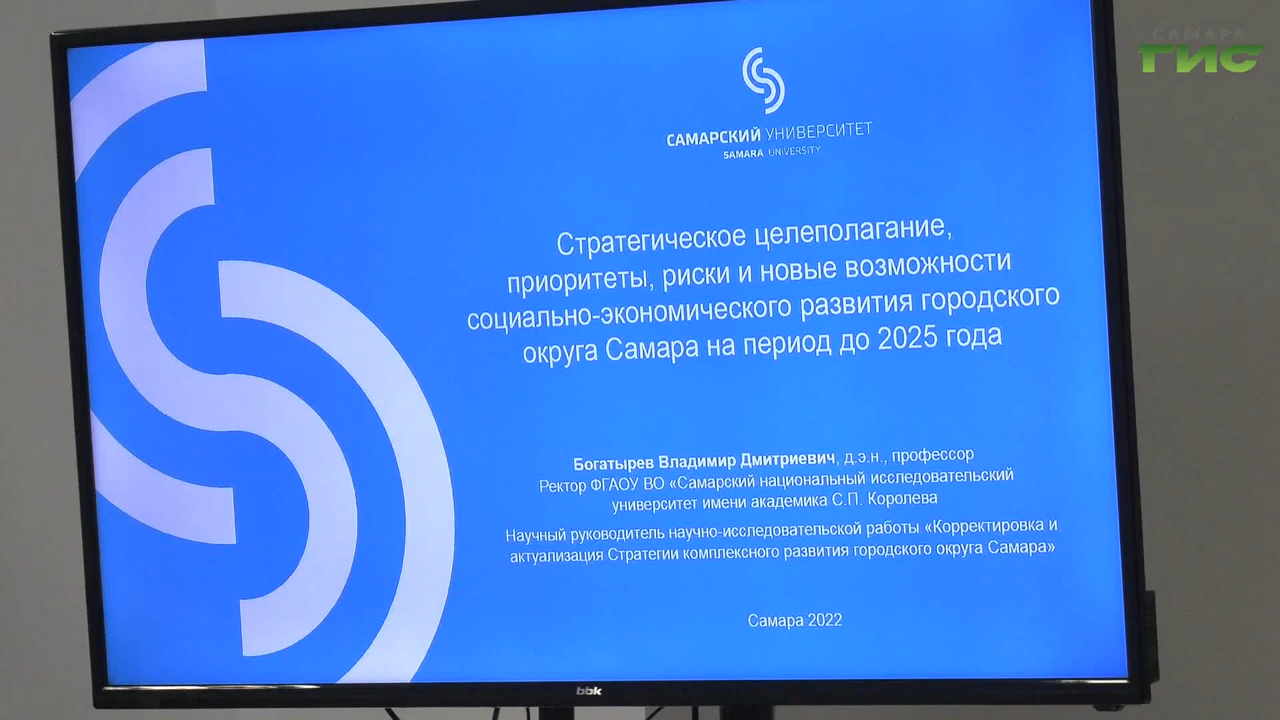 САМАРА
ГИС
САМАРСКИЙ УНИВЕРСИТЕТ
SAMARA UNIVERSITY
Стратегическое целеполагание,
приоритеты, риски и новые возможности
социально-экономического развития городского
округа Самара на период до 2025 года
Богатырев Владимир Дмитриевич, д.э.н., профессор
Ректор ФГАОУ ВО «Самарский национальный исследовательский
университет имени академика С.П. Королева
Научный руководитель научно-исследовательской работы «Корректировка и
актуализация Стратегии комплексного развития городского округа Самара»
Самара 2022
bbk